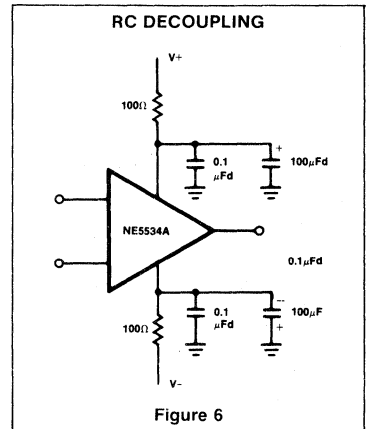 RC DECOUPLING
V+
100Ω
0.1
µFd
+
100µFd
NE5534A
0.1µFd
100Ω
0.1
µFd
−
100µF
+
V-
Figure 6